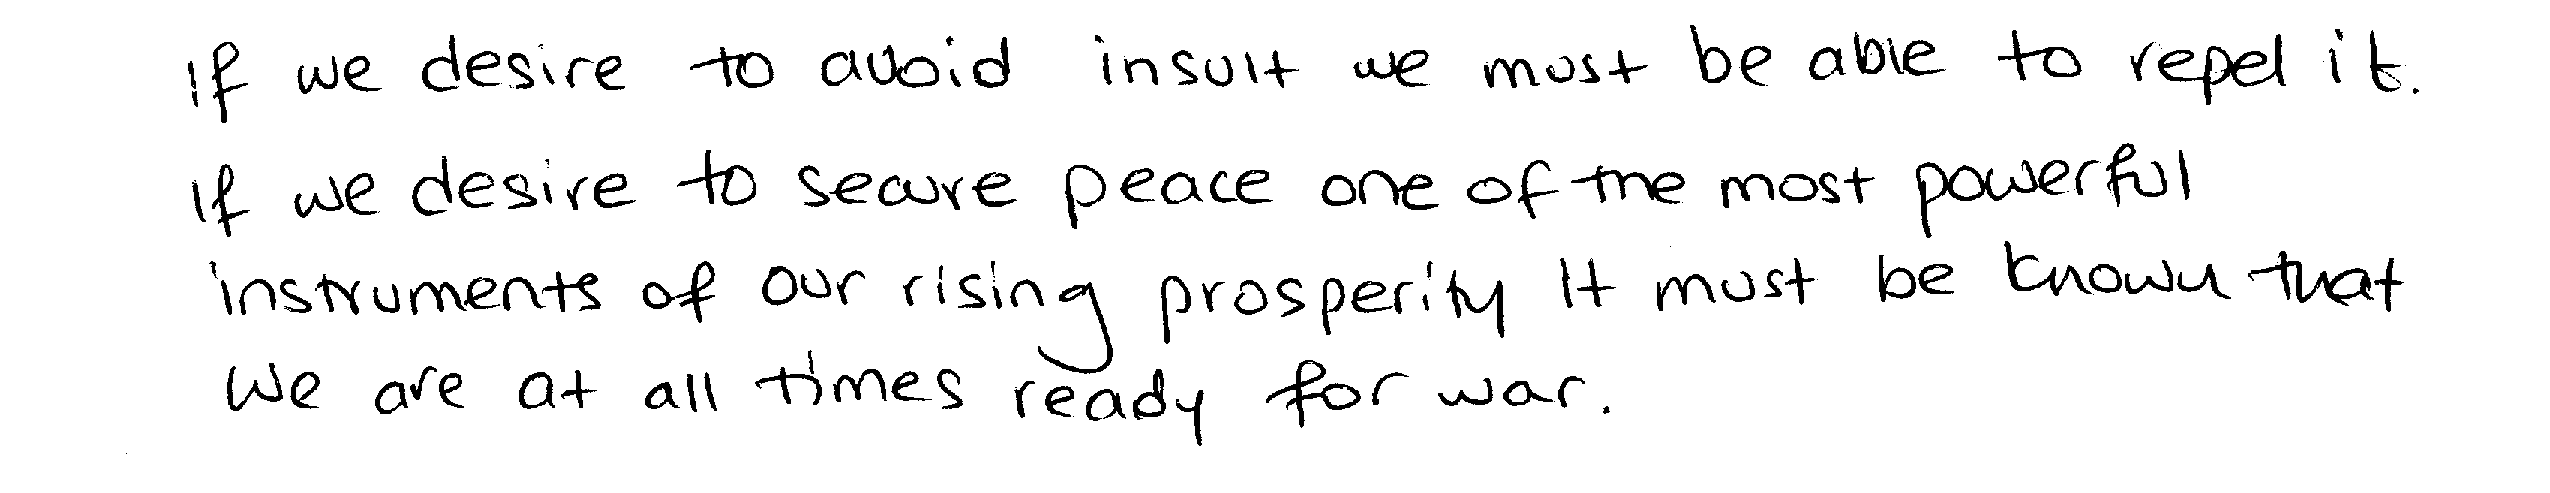 If we desire to avoid insult we must be able to repel it.
If we desire to secure peace one of the most powerful
instruments of our rising prosperity It must be known that
we are at all times ready for war.